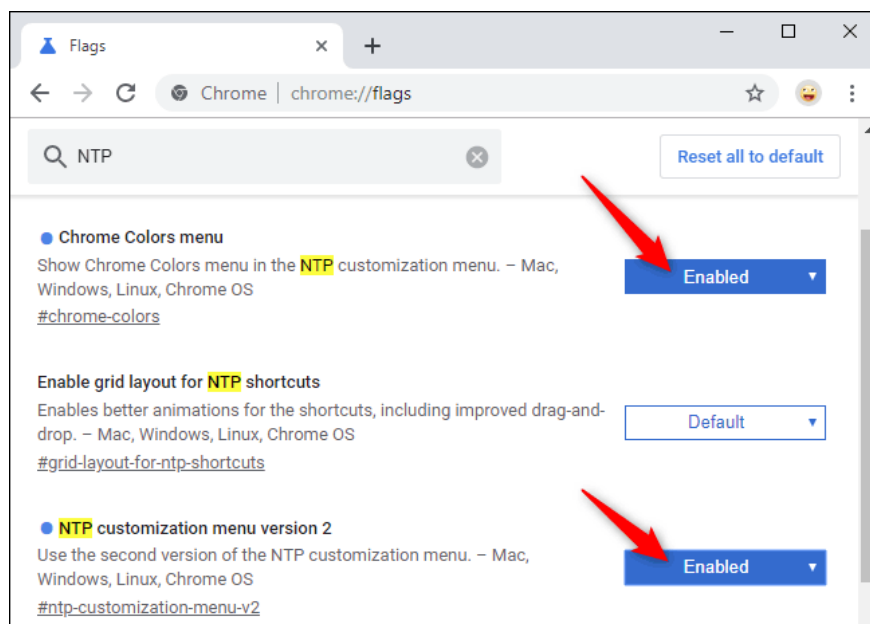 Flags
Chrome chrome://flags
NTP
Reset all to default
Chrome Colors menu
Show Chrome Colors menu in the NTP customization menu. – Mac,
Windows, Linux, Chrome OS
#chrome-colors
Enabled
Enable grid layout for NTP shortcuts
Enables better animations for the shortcuts, including improved drag-and-
drop. – Mac, Windows, Linux, Chrome OS
#grid-layout-for-ntp-shortcuts
Default
NTP customization menu version 2
Use the second version of the NTP customization menu. – Mac,
Windows, Linux, Chrome OS
#ntp-customization-menu-v2
Enabled